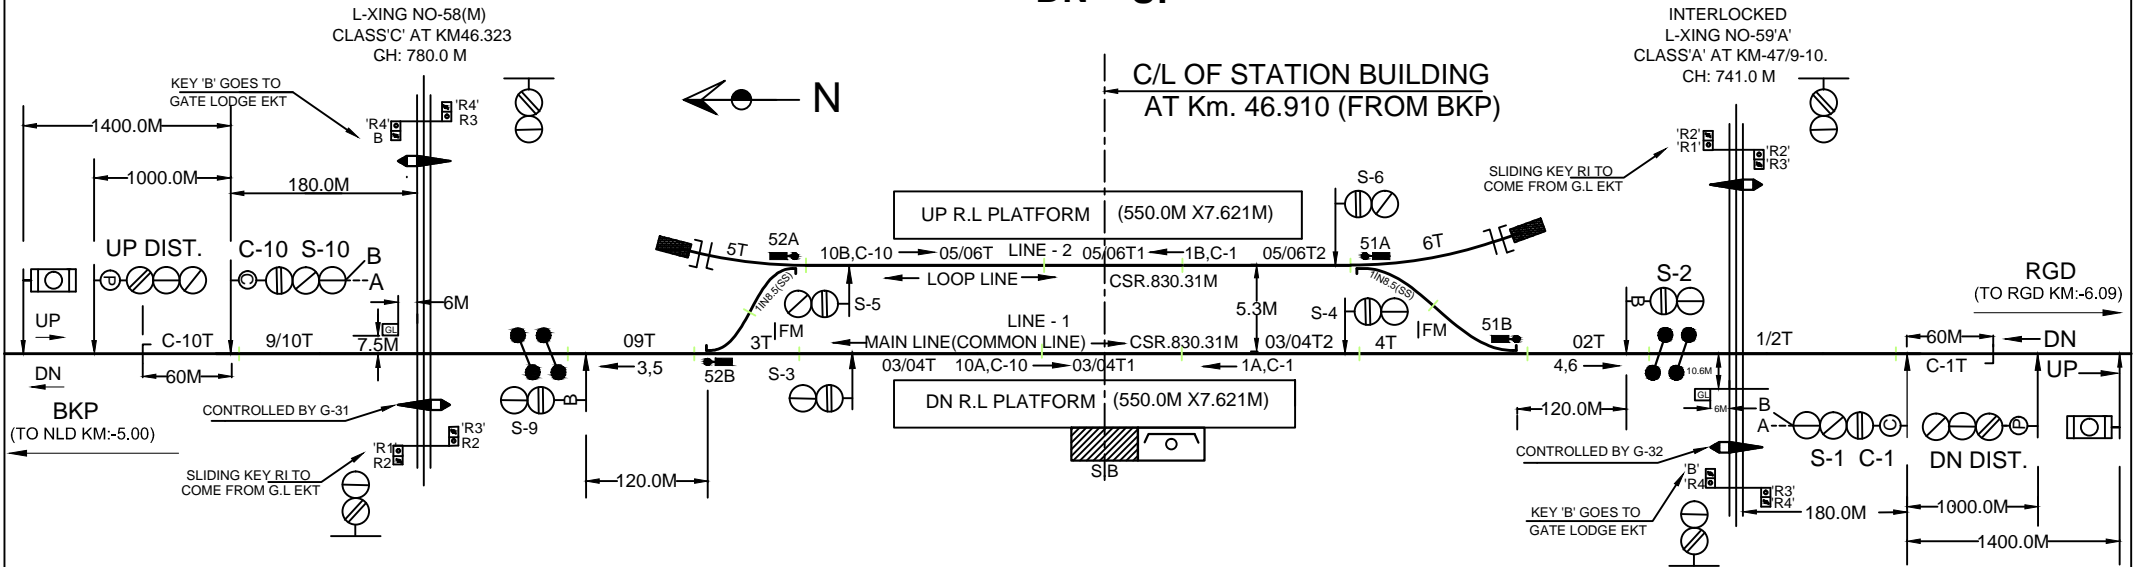 L-XING NO-58(M)
CLASS'C' AT KM46.323
CH: 780.0 M
KEY 'B' GOES TO
GATE LODGE EKT
'R4'
R3
'R4'
B
1400.0M
1000.0M
180.0M
N
C/L OF STATION BUILDING
AT Km. 46.910 (FROM BKP)
INTERLOCKED
L-XING NO-59'A'
CLASS'A' AT KM-47/9-10.
CH: 741.0 M
'R2'
'R1'
'R2'
'R3'
SLIDING KEY RI TO
COME FROM G.L EKT
S-6
UP R.L PLATFORM (550.0M X7.621M)
UP DIST.
C-10 S-10
B
A
P
C
6M
GL
7.5M
UP
C-10T
9/10T
60M
DN
BKP
(TO NLD KM:-5.00)
5T
52A
10B,C-10
05/06T
LINE - 2
05/06T1
1B,C-1
05/06T2
51A
6T
LOOP LINE
CSR.830.31M
1IN8.5(SS)
1IN8.5(SS)
S-5
5.3M
S-4
FM
FM
LINE - 1
09T
3T
MAIN LINE(COMMON LINE)
CSR.830.31M
03/04T2
4T
51B
02T
S-2
B
1/2T
60M
DN
RGD
(TO RGD KM:-6.09)
3,5
52B
S-3
03/04T
10A,C-10
03/04T1
1A,C-1
4,6
10.6M
C-1T
UP
GL
6M
B
A
C
P
S-1 C-1
DN DIST.
DN R.L PLATFORM (550.0M X7.621M)
S B
CONTROLLED BY G-31
B
S-9
120.0M
120.0M
'R3'
R2
'R1'
R2
SLIDING KEY RI TO
COME FROM G.L EKT
CONTROLLED BY G-32
'B'
'R4
'R3'
'R4'
KEY 'B' GOES TO
GATE LODGE EKT
180.0M
1000.0M
1400.0M